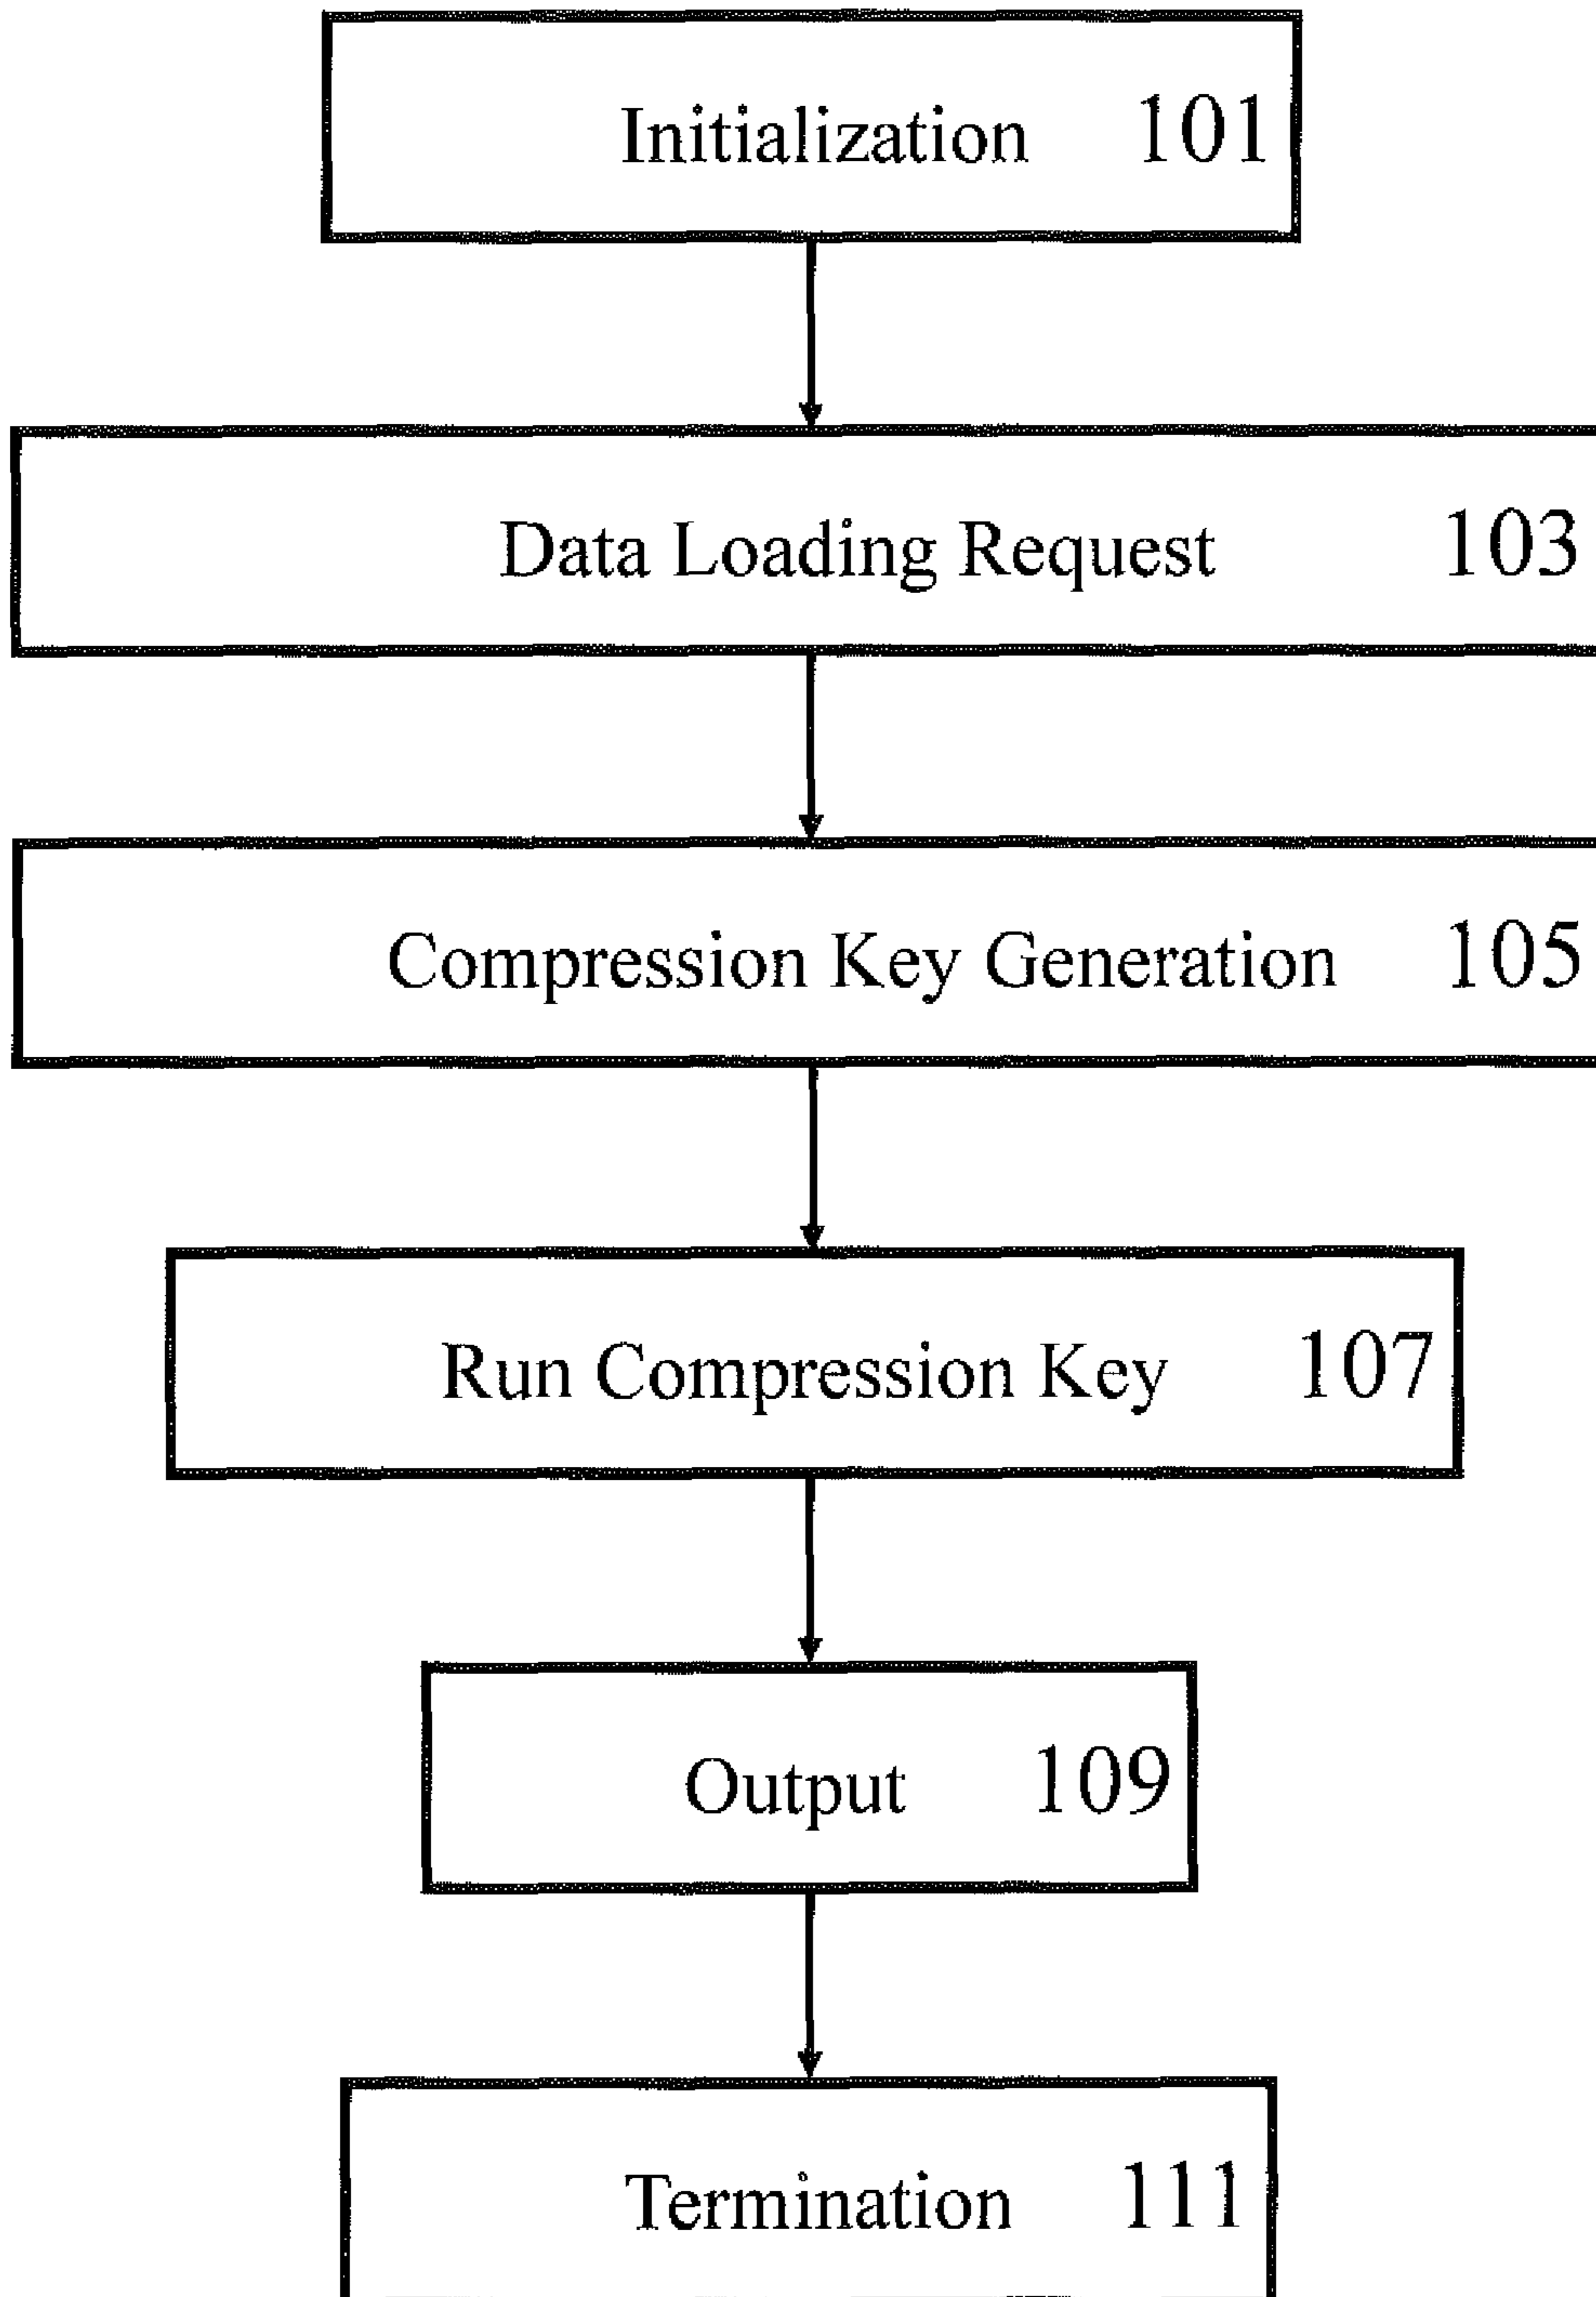 Initialization 101
Data Loading Request 103
Compression Key Generation 105
Run Compression Key 107
Output 109
Termination 111